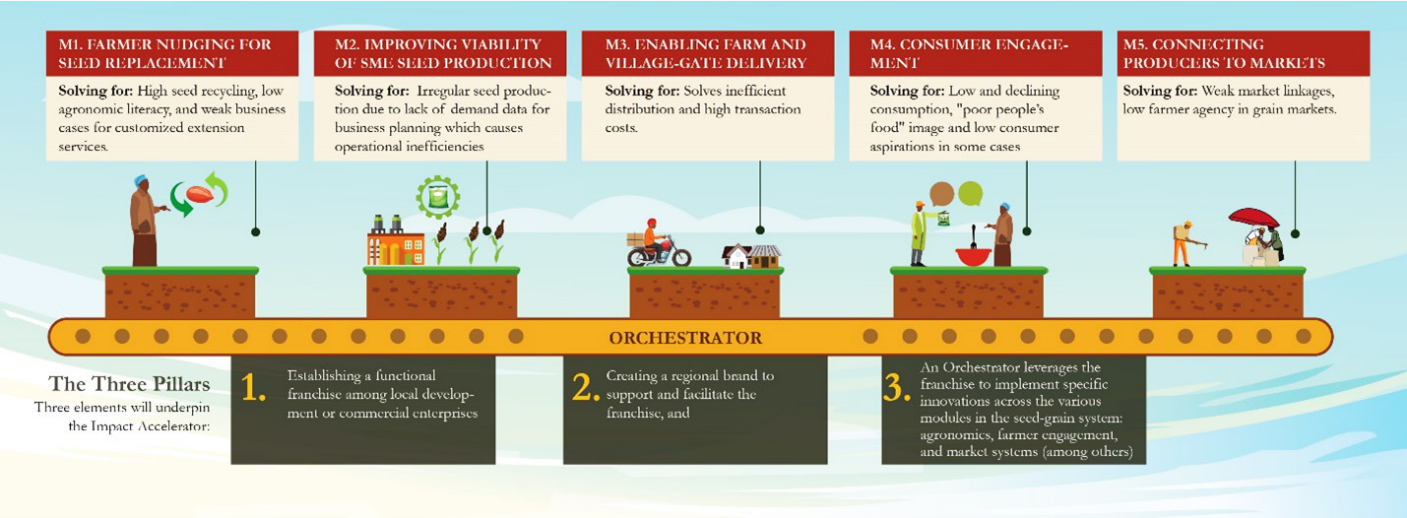 M1. FARMER NUDGING FOR
SEED REPLACEMENT
Solving for: High seed recycling, low
agronomic literacy, and weak business
cases for customized extension
services.
M2. IMPROVING VIABILITY
OF SME SEED PRODUCTION
Solving for: Irregular seed produc-
tion due to lack of demand data for
business planning which causes
operational inefficiencies
M3. ENABLING FARM AND
VILLAGE-GATE DELIVERY
Solving for: Solves inefficient
distribution and high transaction
costs.
M4. CONSUMER ENGAGE-
MENT
Solving for: Low and declining
consumption, "poor people's
food" image and low consumer
aspirations in some cases
M5. CONNECTING
PRODUCERS TO MARKETS
Solving for: Weak market linkages,
low farmer agency in grain markets.
ORCHESTRATOR
The Three Pillars
Three elements will underpin
the Impact Accelerator:
1.
Establishing a functional
franchise among local develop-
ment or commercial enterprises
2.
Creating a regional brand to
support and facilitate the
franchise, and
3.
An Orchestrator leverages the
franchise to implement specific
innovations across the various
modules in the seed-grain system:
agronomics, farmer engagement,
and market systems (among others)